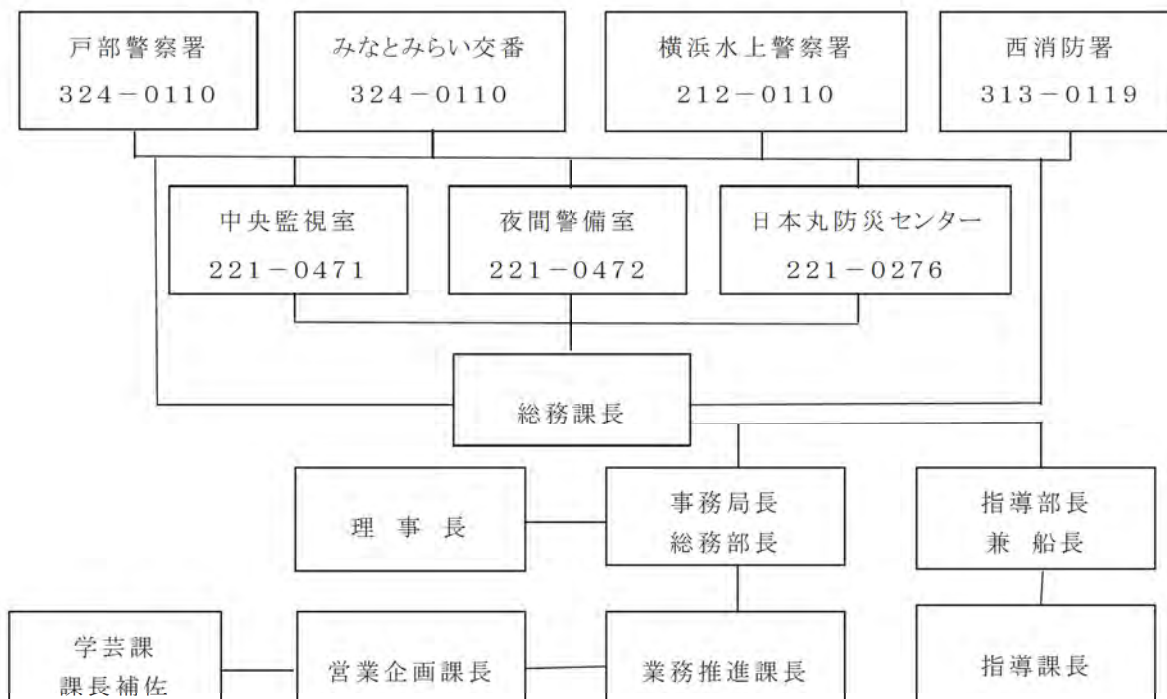 戸部警察署
324－0110
みなとみらい交番
324－0110
横浜水上警察署
212－0110
西消防署
313－0119
中央監視室
221－0471
夜間警備室
221－0472
日本丸防災センター
221－0276
総務課長
理 事 長
事務局長
総務部長
指導部長
兼 船長
学芸課
課長補佐
営業企画課長
業務推進課長
指導課長